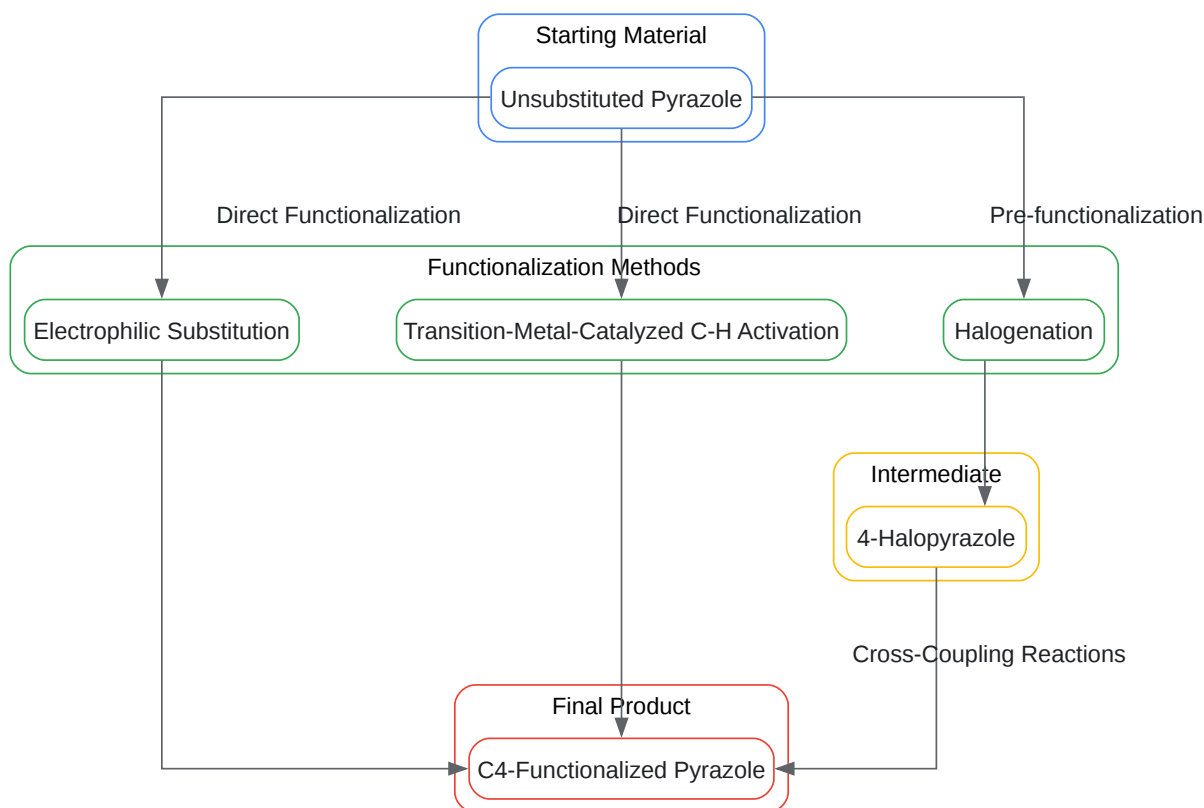 Starting Material
Unsubstituted Pyrazole
Direct Functionalization
Direct Functionalization
Pre-functionalization
Functionalization Methods
Electrophilic Substitution
Transition-Metal-Catalyzed C-H Activation
Halogenation
Intermediate
4-Halopyrazole
Cross-Coupling Reactions
Final Product
C4-Functionalized Pyrazole